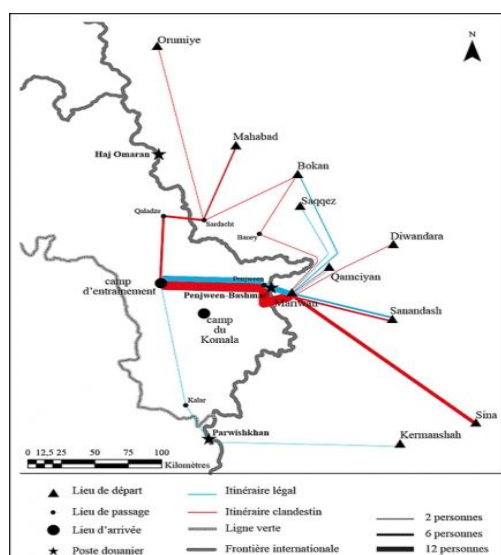 Orumiye
N
Mahabad
Haj Omaran
Bokan
Saqqez
Qaladze
Sardacht
Baney
Diwandara
Qamciyan
camp
d'entraînement
Penjween
Penjween-Bashmaq
Mariwan
Sanandash
camp
du
Komala
Kalar
Sina
Parwishkhan
Kermanshah
0 12,5 25 50 75 100
Kilomètres
Lieu de départ
Itinéraire légal
Lieu de passage
Itinéraire clandestin
2 personnes
Lieu d'arrivée
Ligne verte
6 personnes
Poste douanier
Frontière internationale
12 personnes